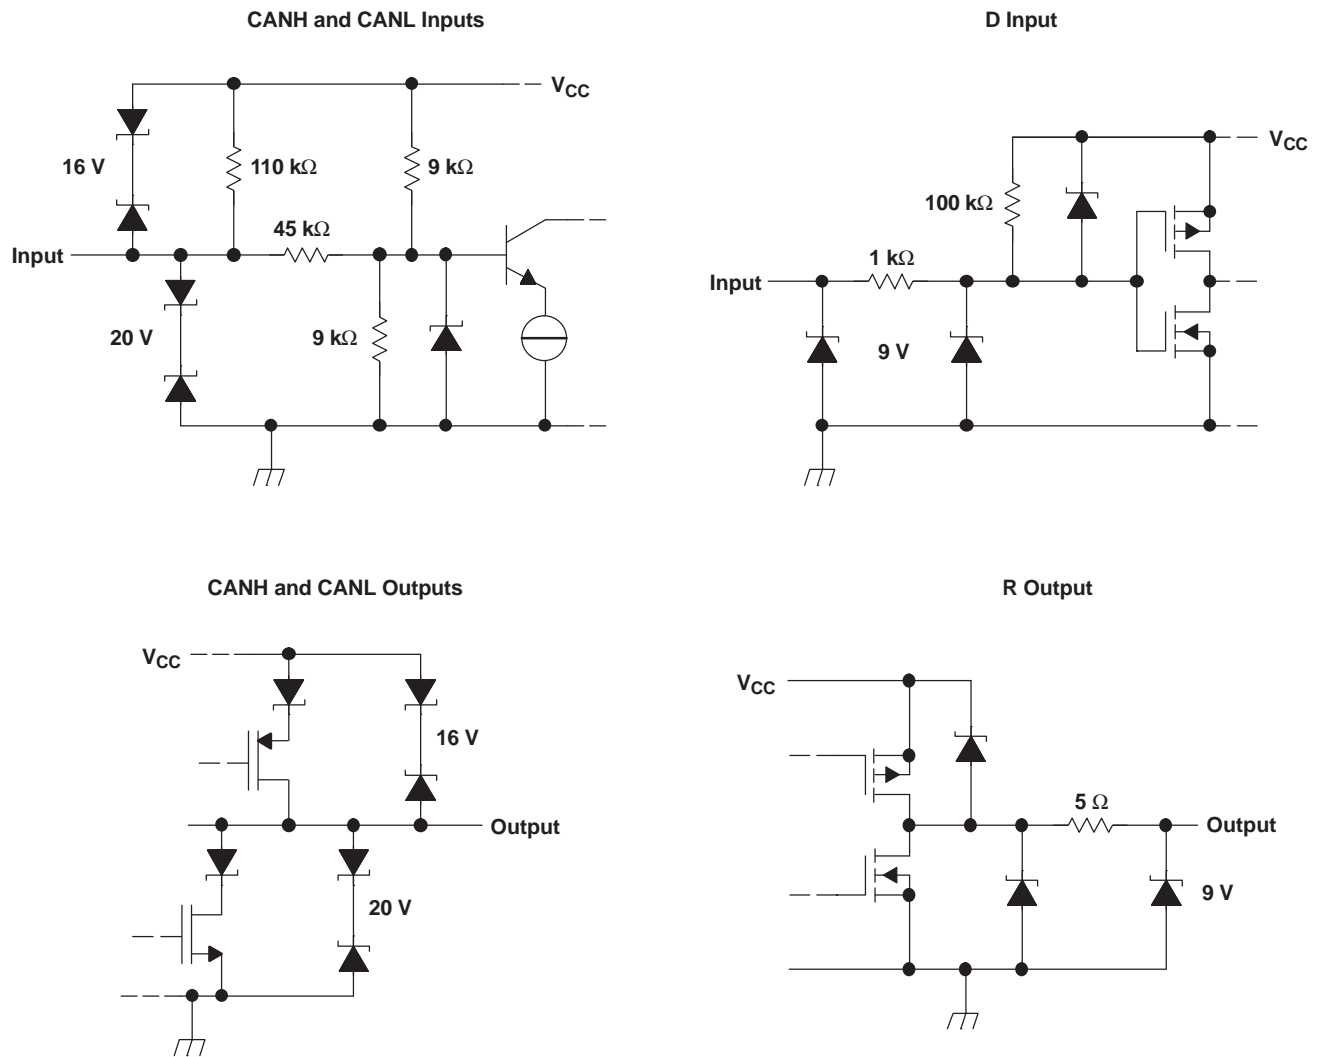 CANH and CANL Inputs
D Input
VCC
16 V
110 kΩ
9 kΩ
45 kΩ
Input
20 V
9 kΩ
VCC
100 kΩ
1 kΩ
Input
9 V
CANH and CANL Outputs
R Output
VCC
16 V
Output
20 V
VCC
5 Ω
Output
9 V